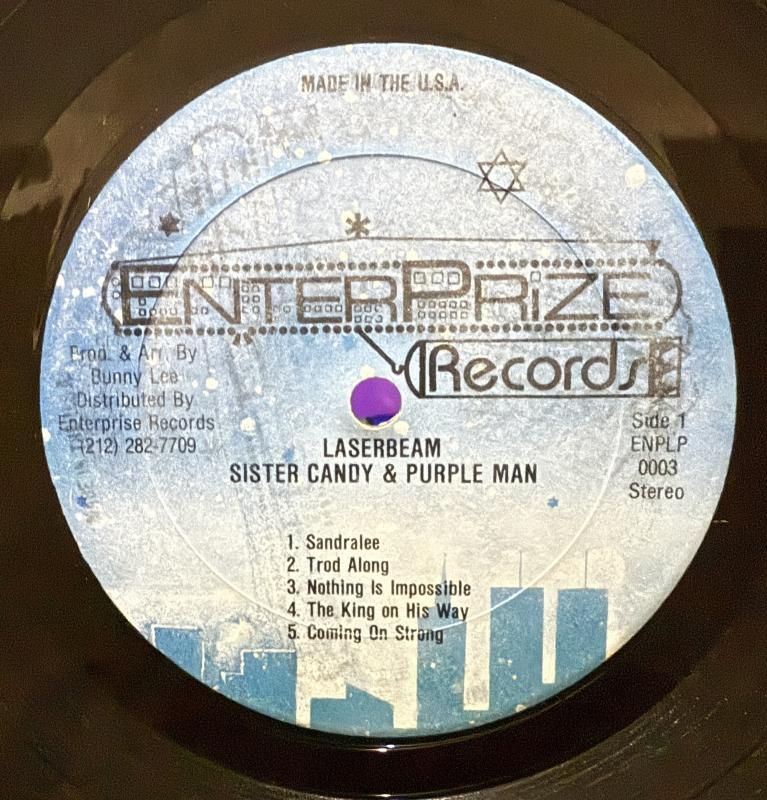 MADE IN THE U.S.A.
ENTERPRIZE
Records
Prod. & Arr. By
Bunny Lee
Distributed By
Enterprise Records
(212) 282-7709
Side 1
ENPLP
0003
Stereo
LASERBEAM
SISTER CANDY & PURPLE MAN
1. Sandralee
2. Trod Along
3. Nothing Is Impossible
4. The King on His Way
5. Coming On Strong